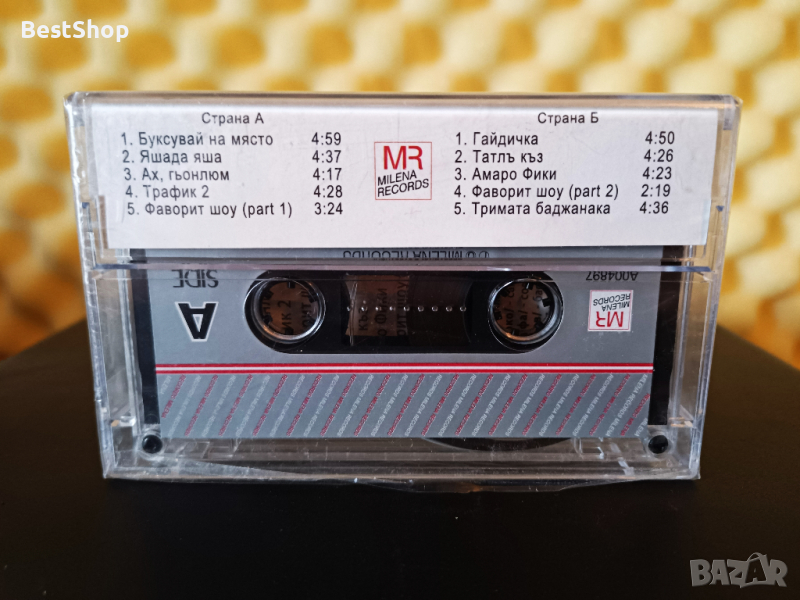 BestShop
Страна А
1. Буксувай на място 4:59
2. Яшада яша 4:37
3. Ах, гьонлюм 4:17
4. Трафик 2 4:28
5. Фаворит шоу (part 1) 3:24
MR
MILENA
RECORDS
Страна Б
1. Гайдичка 4:50
2. Татлъ къз 4:26
3. Амаро Фики 4:23
4. Фаворит шоу (part 2) 2:19
5. Тримата баджанака 4:36
MILENA RECORDS
A004897
MR
MILENA
RECORDS
SIDE
A
BAZAR